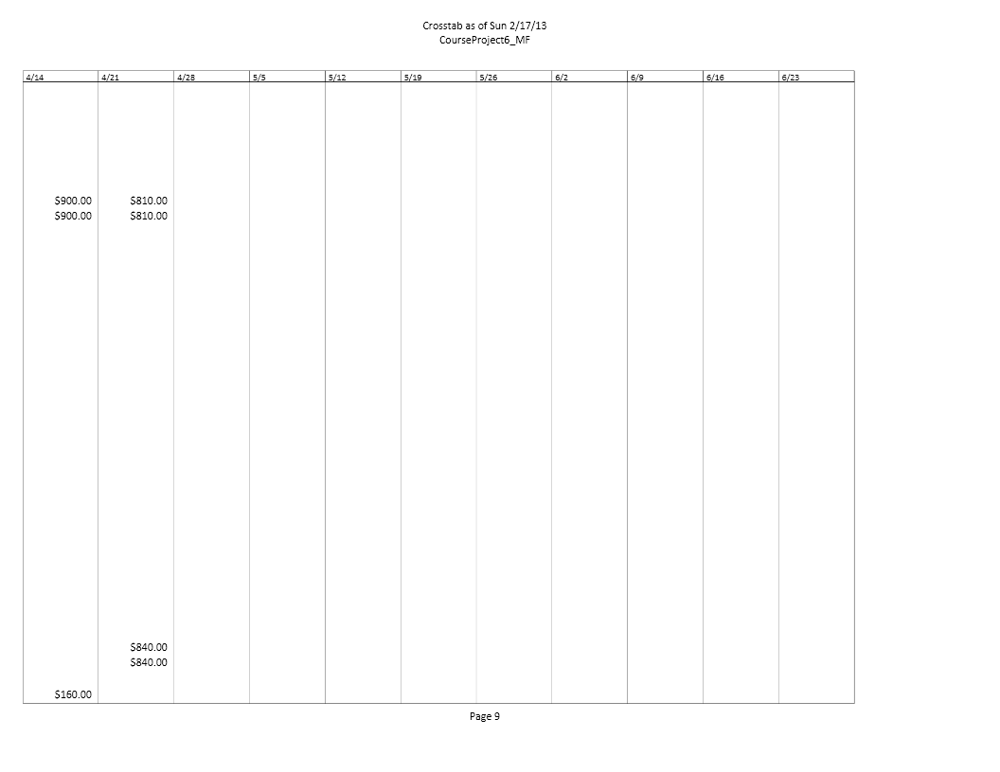 Crosstab as of Sun 2/17/13
CourseProject6_MF
4/14 4/21 4/28 5/5 5/12 5/19 5/26 6/2 6/9 6/16 6/23
$900.00 $810.00
$900.00 $810.00
$840.00
$840.00
$160.00
Page 9